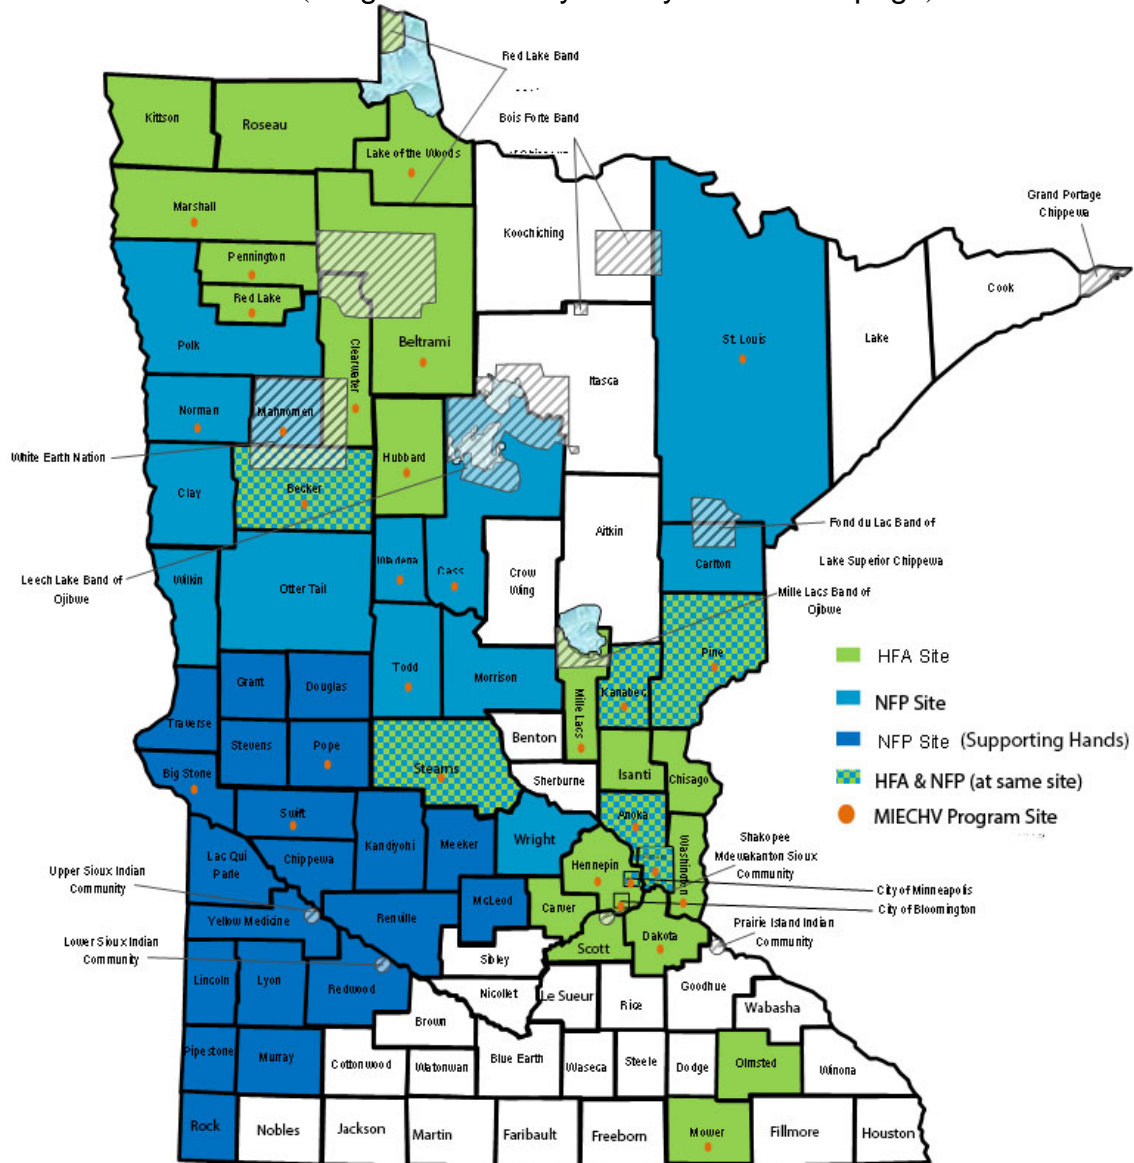 Red Lake Band
Bois Forte Band
Grand Portage
Chippewa
Kittson
Roseau
Lake of the Woods
Marshall
Koochiching
Pennington
Cook
Red Lake
Polk
Clearwater
Beltrami
St. Louis
Lake
Itasca
Norman
Mahnomen
White Earth Nation
Hubbard
Clay
Becker
Aitkin
Fond du Lac Band of
Lake Superior Chippewa
Wadena
Cass
Crow
Wing
Carlton
Leech Lake Band of
Ojibwe
Wilkin
Otter Tail
Mille Lacs Band of
Ojibwe
Pine
HFA Site
Todd
Morrison
Kanabec
Mille Lacs
Grant
Douglas
NFP Site
Traverse
Stevens
Pope
Benton
NFP Site (Supporting Hands)
Big Stone
Stearns
Sherburne
Isanti
Chisago
HFA & NFP (at same site)
Swift
Anoka
MIECHV Program Site
Kandiyohi
Meeker
Wright
Washington
Shakopee
Mdewakanton Sioux
Community
Lac Qui
Parle
Chippewa
Hennepin
Upper Sioux Indian
Community
City of Minneapolis
City of Bloomington
McLeod
Carver
Yellow Medicine
Renville
Prairie Island Indian
Community
Lower Sioux Indian
Community
Scott
Dakota
Sibley
Lincoln
Lyon
Redwood
Nicollet
Le Sueur
Rice
Goodhue
Wabasha
Brown
Pipestone
Murray
Cottonwood
Watonwan
Blue Earth
Waseca
Steele
Dodge
Olmsted
Winona
Rock
Nobles
Jackson
Martin
Faribault
Freeborn
Mower
Fillmore
Houston